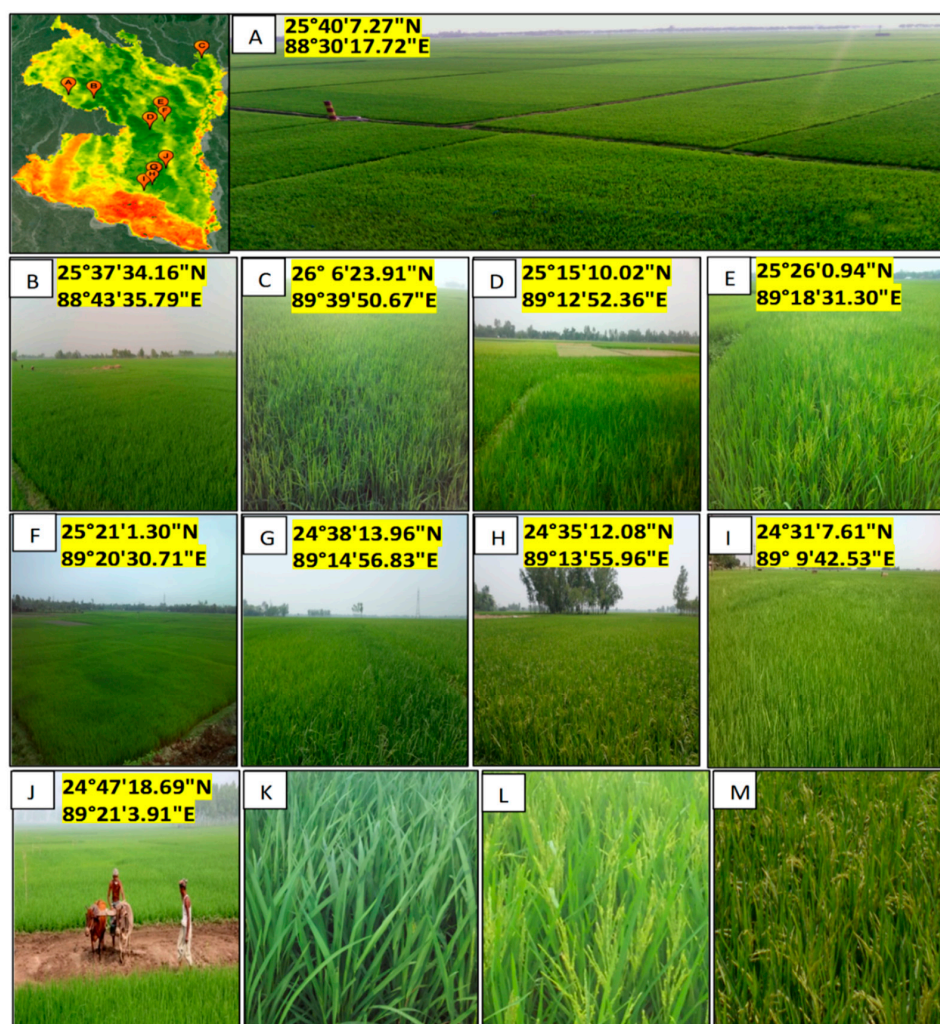 A
25°40'7.27"N
88°30'17.72"E
C
A
B
E
F
D
J
G
H
I
B
25°37'34.16"N
88°43'35.79"E
C
26° 6'23.91"N
89°39'50.67"E
D
25°15'10.02"N
89°12'52.36"E
E
25°26'0.94"N
89°18'31.30"E
F
25°21'1.30"N
89°20'30.71"E
G
24°38'13.96"N
89°14'56.83"E
H
24°35'12.08"N
89°13'55.96"E
I
24°31'7.61"N
89° 9'42.53"E
J
24°47'18.69"N
89°21'3.91"E
K
L
M